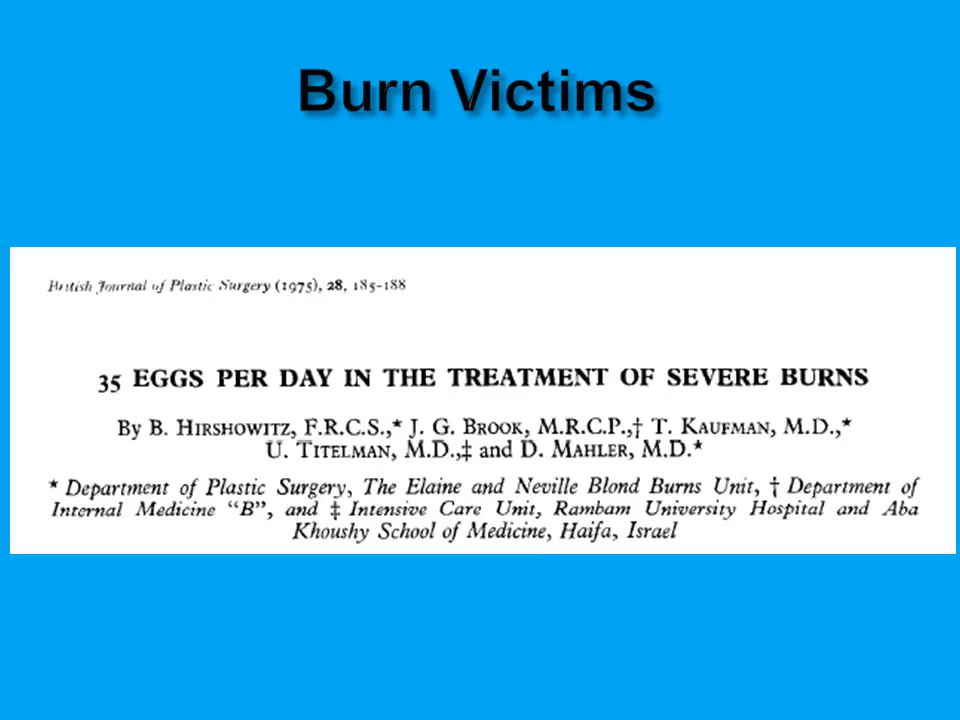 Burn Victims
British Journal of Plastic Surgery (1975), 28, 185-188
35 EGGS PER DAY IN THE TREATMENT OF SEVERE BURNS
By B. HIRSHOWITZ, F.R.C.S.,* J. G. BROOK, M.R.C.P.,† T. KAUFMAN, M.D.,*
U. TITELMAN, M.D.,‡ and D. MAHLER, M.D.*
* Department of Plastic Surgery, The Elaine and Neville Blond Burns Unit, † Department of
Internal Medicine “B”, and ‡ Intensive Care Unit, Rambam University Hospital and Aba
Khoushy School of Medicine, Haifa, Israel